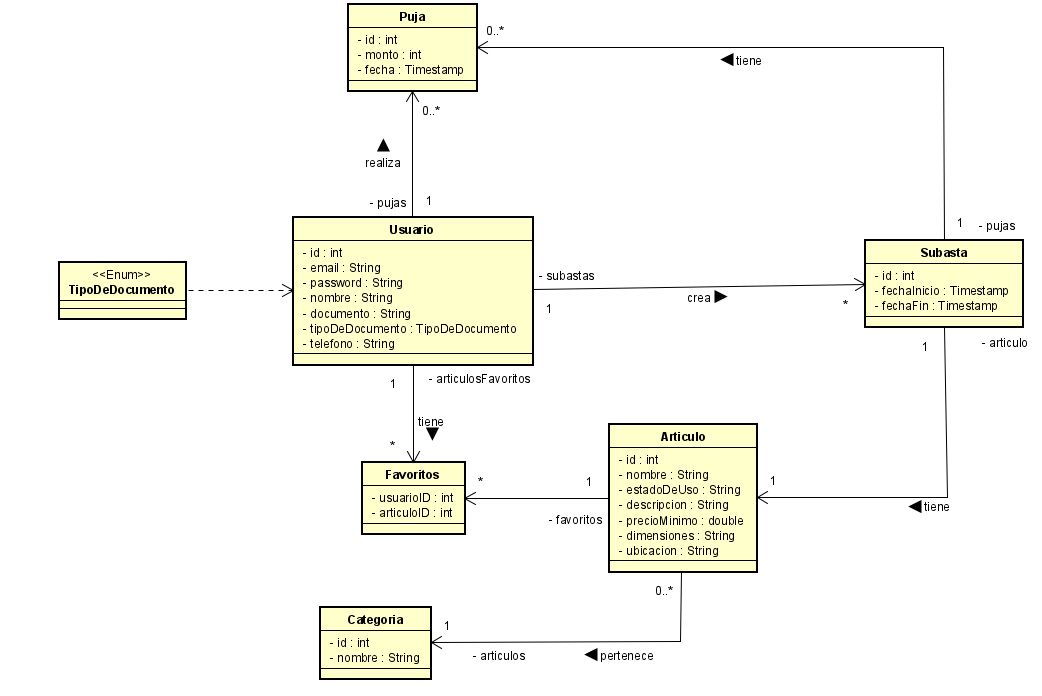 Puja
- id : int
- monto : int
- fecha : Timestamp
0..*
tiene
0..*
realiza
- pujas
1
Usuario
- id : int
- email : String
- password : String
- nombre : String
- documento : String
- tipoDeDocumento : TipoDeDocumento
- telefono : String
<<Enum>>
TipoDeDocumento
- subastas
1
crea
*
1
- pujas
Subasta
- id : int
- fechaInicio : Timestamp
- fechaFin : Timestamp
1
- articulo
1
- articulosFavoritos
tiene
*
Favoritos
- usuarioID : int
- articuloID : int
*
1
- favoritos
Articulo
- id : int
- nombre : String
- estadoDeUso : String
- descripcion : String
- precioMinimo : double
- dimensiones : String
- ubicacion : String
1
tiene
0..*
Categoria
- id : int
- nombre : String
1
- articulos
pertenece